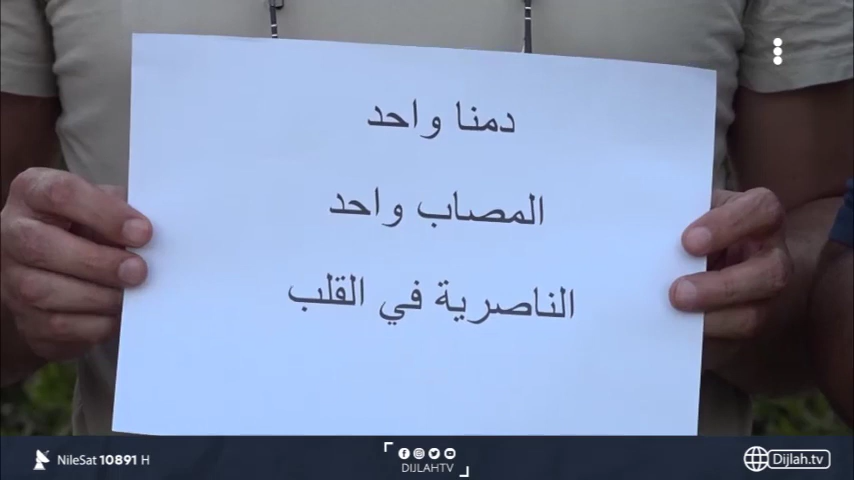 دمنا واحد
المصاب واحد
الناصرية في القلب
NileSat 10891 H
DIJLAHTV
Dijlah.tv